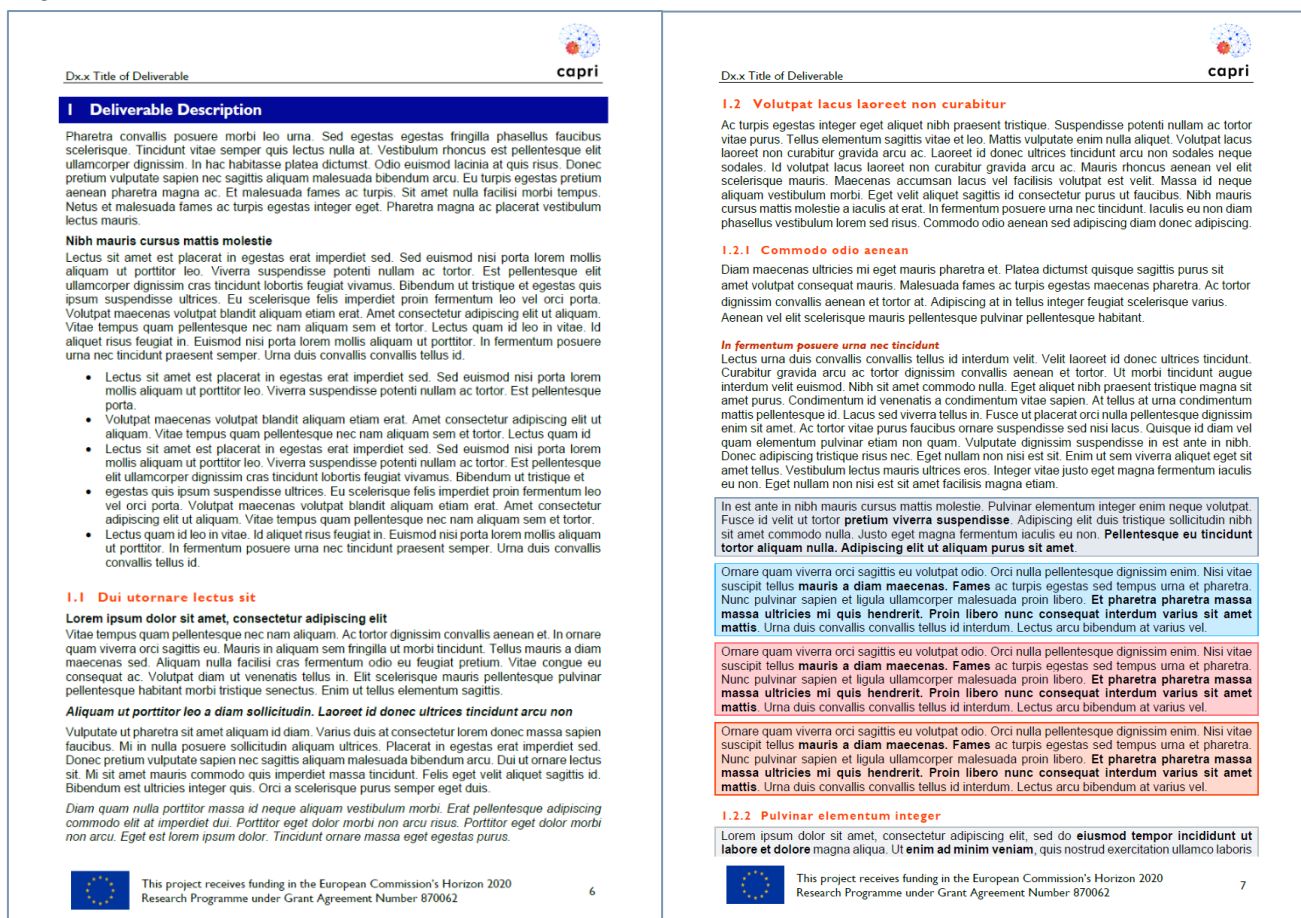 capri
Dx.x Title of Deliverable
1 Deliverable Description
Pharetra convallis posuere morbi leo urna. Sed egestas egestas fringilla phasellus faucibus
scelerisque. Tincidunt vitae semper quis lectus nulla at. Vestibulum rhoncus est pellentesque elit
ullamcorper dignissim. In hac habitasse platea dictumst. Odio euismod lacinia at quis risus. Donec
pretium vulputate sapien nec sagittis aliquam malesuada bibendum arcu. Eu turpis egestas pretium
aenean pharetra magna ac. Et malesuada fames ac turpis. Sit amet nulla facilisi morbi tempus.
Netus et malesuada fames ac turpis egestas integer eget. Pharetra magna ac placerat vestibulum
lectus mauris.
Nibh mauris cursus mattis molestie
Lectus sit amet est placerat in egestas erat imperdiet sed. Sed euismod nisi porta lorem mollis
aliquam ut porttitor leo. Viverra suspendisse potenti nullam ac tortor. Est pellentesque elit
ullamcorper dignissim cras tincidunt lobortis feugiat vivamus. Bibendum ut tristique et egestas quis
ipsum suspendisse ultrices. Eu scelerisque felis imperdiet proin fermentum leo vel orci porta.
Volutpat maecenas volutpat blandit aliquam etiam erat. Amet consectetur adipiscing elit ut aliquam.
Vitae tempus quam pellentesque nec nam aliquam sem et tortor. Lectus quam id leo in vitae. Id
aliquet risus feugiat in. Euismod nisi porta lorem mollis aliquam ut porttitor. In fermentum posuere
urna nec tincidunt praesent semper. Urna duis convallis convallis tellus id.
• Lectus sit amet est placerat in egestas erat imperdiet sed. Sed euismod nisi porta lorem
mollis aliquam ut porttitor leo. Viverra suspendisse potenti nullam ac tortor. Est pellentesque
porta.
• Volutpat maecenas volutpat blandit aliquam etiam erat. Amet consectetur adipiscing elit ut
aliquam. Vitae tempus quam pellentesque nec nam aliquam sem et tortor. Lectus quam id
• Lectus sit amet est placerat in egestas erat imperdiet sed. Sed euismod nisi porta lorem
mollis aliquam ut porttitor leo. Viverra suspendisse potenti nullam ac tortor. Est pellentesque
elit ullamcorper dignissim cras tincidunt lobortis feugiat vivamus. Bibendum ut tristique et
• egestas quis ipsum suspendisse ultrices. Eu scelerisque felis imperdiet proin fermentum leo
vel orci porta. Volutpat maecenas volutpat blandit aliquam etiam erat. Amet consectetur
adipiscing elit ut aliquam. Vitae tempus quam pellentesque nec nam aliquam sem et tortor.
• Lectus quam id leo in vitae. Id aliquet risus feugiat in. Euismod nisi porta lorem mollis aliquam
ut porttitor. In fermentum posuere urna nec tincidunt praesent semper. Urna duis convallis
convallis tellus id.
1.1 Dui utornare lectus sit
Lorem ipsum dolor sit amet, consectetur adipiscing elit
Vitae tempus quam pellentesque nec nam aliquam. Ac tortor dignissim convallis aenean et. In ornare
quam viverra orci sagittis eu. Mauris in aliquam sem fringilla ut morbi tincidunt. Tellus mauris a diam
maecenas sed. Aliquam nulla facilisi cras fermentum odio eu feugiat pretium. Vitae congue eu
consequat ac. Volutpat diam ut venenatis tellus in. Elit scelerisque mauris pellentesque pulvinar
pellentesque habitant morbi tristique senectus. Enim ut tellus elementum sagittis.
Aliquam ut porttitor leo a diam sollicitudin. Laoreet id donec ultrices tincidunt arcu non
Vulputate ut pharetra sit amet aliquam id diam. Varius duis at consectetur lorem donec massa sapien
faucibus. Mi in nulla posuere sollicitudin aliquam ultrices. Placerat in egestas erat imperdiet sed.
Donec pretium vulputate sapien nec sagittis aliquam malesuada bibendum arcu. Dui ut ornare lectus
sit. Mi sit amet mauris commodo quis imperdiet massa tincidunt. Felis eget velit aliquet sagittis id.
Bibendum est ultricies integer quis. Orci a scelerisque purus semper eget duis.
Diam quam nulla porttitor massa id neque aliquam vestibulum morbi. Erat pellentesque adipiscing
commodo elit at imperdiet dui. Porttitor eget dolor morbi non arcu risus. Porttitor eget dolor morbi
non arcu. Eget est lorem ipsum dolor. Tincidunt ornare massa eget egestas purus.
This project receives funding in the European Commission's Horizon 2020
Research Programme under Grant Agreement Number 870062
6
capri
Dx.x Title of Deliverable
1.2 Volutpat lacus laoreet non curabitur
Ac turpis egestas integer eget aliquet nibh praesent tristique. Suspendisse potenti nullam ac tortor
vitae purus. Tellus elementum sagittis vitae et leo. Mattis vulputate enim nulla aliquet. Volutpat lacus
laoreet non curabitur gravida arcu ac. Laoreet id donec ultrices tincidunt arcu non sodales neque
sodales. Id volutpat lacus laoreet non curabitur gravida arcu ac. Mauris rhoncus aenean vel elit
scelerisque mauris. Maecenas accumsan lacus vel facilisis volutpat est velit. Massa id neque
aliquam vestibulum morbi. Eget velit aliquet sagittis id consectetur purus ut faucibus. Nibh mauris
cursus mattis molestie a iaculis at erat. In fermentum posuere urna nec tincidunt. Iaculis eu non diam
phasellus vestibulum lorem sed risus. Commodo odio aenean sed adipiscing diam donec adipiscing.
1.2.1 Commodo odio aenean
Diam maecenas ultricies mi eget mauris pharetra et. Platea dictumst quisque sagittis purus sit
amet volutpat consequat mauris. Malesuada fames ac turpis egestas maecenas pharetra. Ac tortor
dignissim convallis aenean et tortor at. Adipiscing at in tellus integer feugiat scelerisque varius.
Aenean vel elit scelerisque mauris pellentesque pulvinar pellentesque habitant.
In fermentum posuere urna nec tincidunt
Lectus urna duis convallis convallis tellus id interdum velit. Velit laoreet id donec ultrices tincidunt.
Curabitur gravida arcu ac tortor dignissim convallis aenean et tortor. Ut morbi tincidunt augue
interdum velit euismod. Nibh sit amet commodo nulla. Eget aliquet nibh praesent tristique magna sit
amet purus. Condimentum id venenatis a condimentum vitae sapien. At tellus at urna condimentum
mattis pellentesque id. Lacus sed viverra tellus in. Fusce ut placerat orci nulla pellentesque dignissim
enim sit amet. Ac tortor vitae purus faucibus ornare suspendisse sed nisi lacus. Quisque id diam vel
quam elementum pulvinar etiam non quam. Vulputate dignissim suspendisse in est ante in nibh.
Donec adipiscing tristique risus nec. Eget nullam non nisi est sit. Enim ut sem viverra aliquet eget sit
amet tellus. Vestibulum lectus mauris ultrices eros. Integer vitae justo eget magna fermentum iaculis
eu non. Eget nullam non nisi est sit amet facilisis magna etiam.
In est ante in nibh mauris cursus mattis molestie. Pulvinar elementum integer enim neque volutpat.
Fusce id velit ut tortor pretium viverra suspendisse. Adipiscing elit duis tristique sollicitudin nibh
sit amet commodo nulla. Justo eget magna fermentum iaculis eu non. Pellentesque eu tincidunt
tortor aliquam nulla. Adipiscing elit ut aliquam purus sit amet.
Ornare quam viverra orci sagittis eu volutpat odio. Orci nulla pellentesque dignissim enim. Nisi vitae
suscipit tellus mauris a diam maecenas. Fames ac turpis egestas sed tempus urna et pharetra.
Nunc pulvinar sapien et ligula ullamcorper malesuada proin libero. Et pharetra pharetra massa
massa ultricies mi quis hendrerit. Proin libero nunc consequat interdum varius sit amet
mattis. Urna duis convallis convallis tellus id interdum. Lectus arcu bibendum at varius vel.
Ornare quam viverra orci sagittis eu volutpat odio. Orci nulla pellentesque dignissim enim. Nisi vitae
suscipit tellus mauris a diam maecenas. Fames ac turpis egestas sed tempus urna et pharetra.
Nunc pulvinar sapien et ligula ullamcorper malesuada proin libero. Et pharetra pharetra massa
massa ultricies mi quis hendrerit. Proin libero nunc consequat interdum varius sit amet
mattis. Urna duis convallis convallis tellus id interdum. Lectus arcu bibendum at varius vel.
Ornare quam viverra orci sagittis eu volutpat odio. Orci nulla pellentesque dignissim enim. Nisi vitae
suscipit tellus mauris a diam maecenas. Fames ac turpis egestas sed tempus urna et pharetra.
Nunc pulvinar sapien et ligula ullamcorper malesuada proin libero. Et pharetra pharetra massa
massa ultricies mi quis hendrerit. Proin libero nunc consequat interdum varius sit amet
mattis. Urna duis convallis convallis tellus id interdum. Lectus arcu bibendum at varius vel.
1.2.2 Pulvinar elementum integer
Lorem ipsum dolor sit amet, consectetur adipiscing elit, sed do eiusmod tempor incididunt ut
labore et dolore magna aliqua. Ut enim ad minim veniam, quis nostrud exercitation ullamco laboris
This project receives funding in the European Commission's Horizon 2020
Research Programme under Grant Agreement Number 870062
7